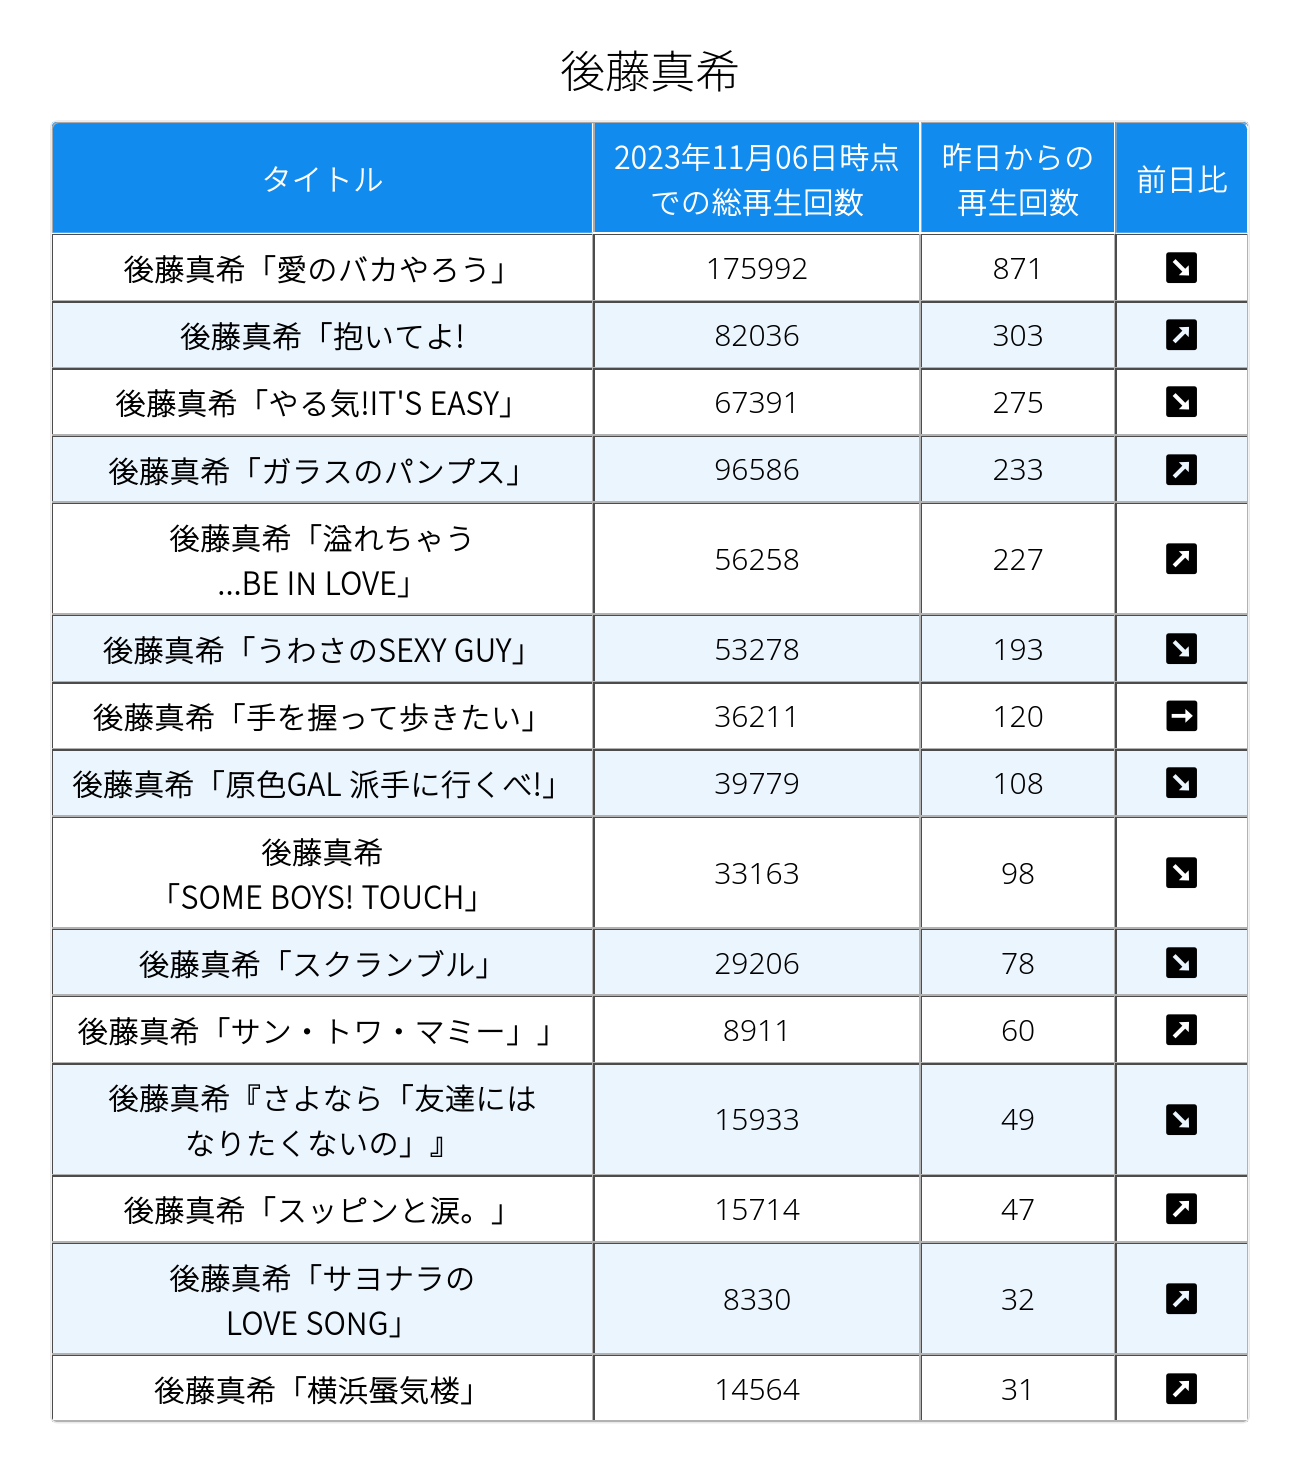 後藤真希
タイトル
2023年11月06日時点
での総再生回数
昨日からの
再生回数
前日比
後藤真希「愛のバカやろう」 175992 871 ↘
後藤真希「抱いてよ! 82036 303 ↗
後藤真希「やる気!IT'S EASY」 67391 275 ↘
後藤真希「ガラスのパンプス」 96586 233 ↗
後藤真希「溢れちゃう
...BE IN LOVE」 56258 227 ↗
後藤真希「うわさのSEXY GUY」 53278 193 ↘
後藤真希「手を握って歩きたい」 36211 120 →
後藤真希「原色GAL 派手に行くべ!」 39779 108 ↘
後藤真希
「SOME BOYS! TOUCH」 33163 98 ↘
後藤真希「スクランブル」 29206 78 ↘
後藤真希「サン・トワ・マミー」」 8911 60 ↗
後藤真希『さよなら「友達には
なりたくないの」』 15933 49 ↘
後藤真希「スッピンと涙。」 15714 47 ↗
後藤真希「サヨナラの
LOVE SONG」 8330 32 ↗
後藤真希「横浜蜃気楼」 14564 31 ↗